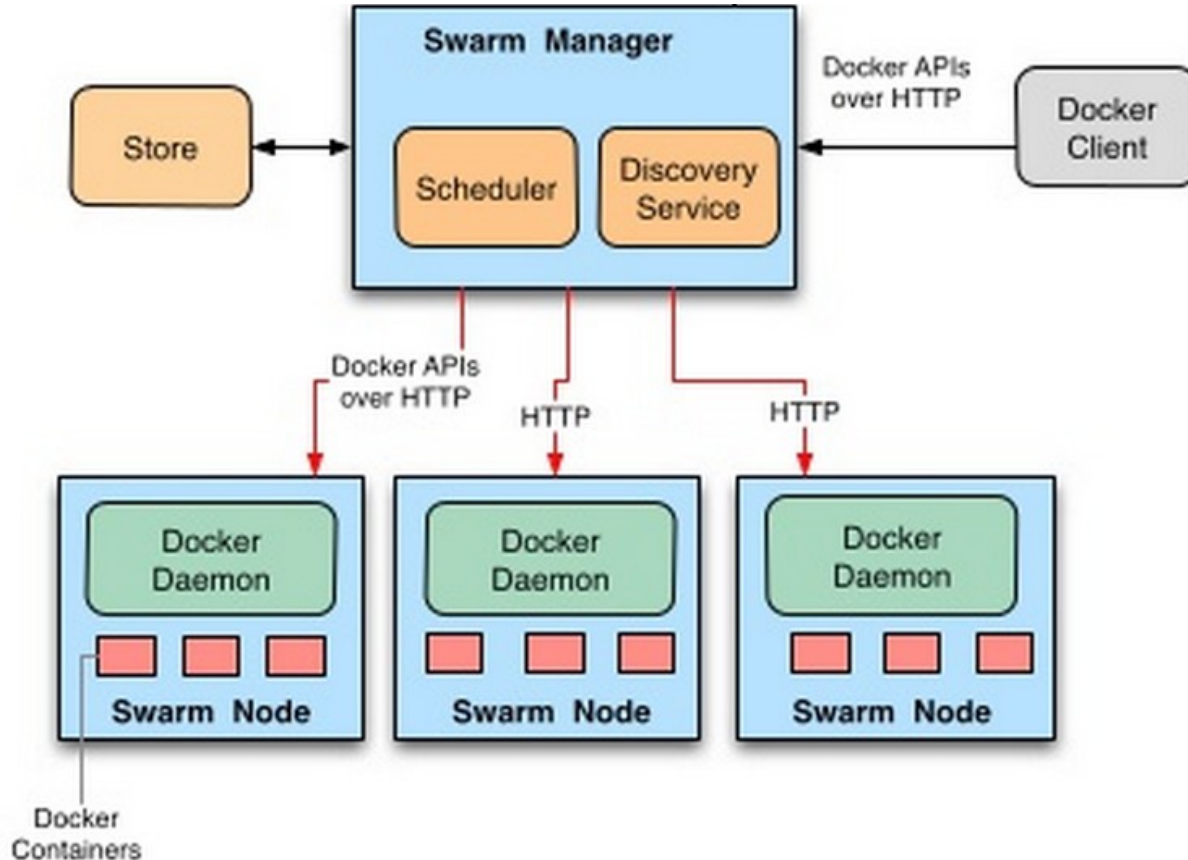 Swarm Manager
Docker APIs
over HTTP
Docker
Client
Store
Scheduler
Discovery
Service
Docker APIs
over HTTP
HTTP
HTTP
Docker
Daemon
Docker
Daemon
Docker
Daemon
Swarm Node
Swarm Node
Swarm Node
Docker
Containers